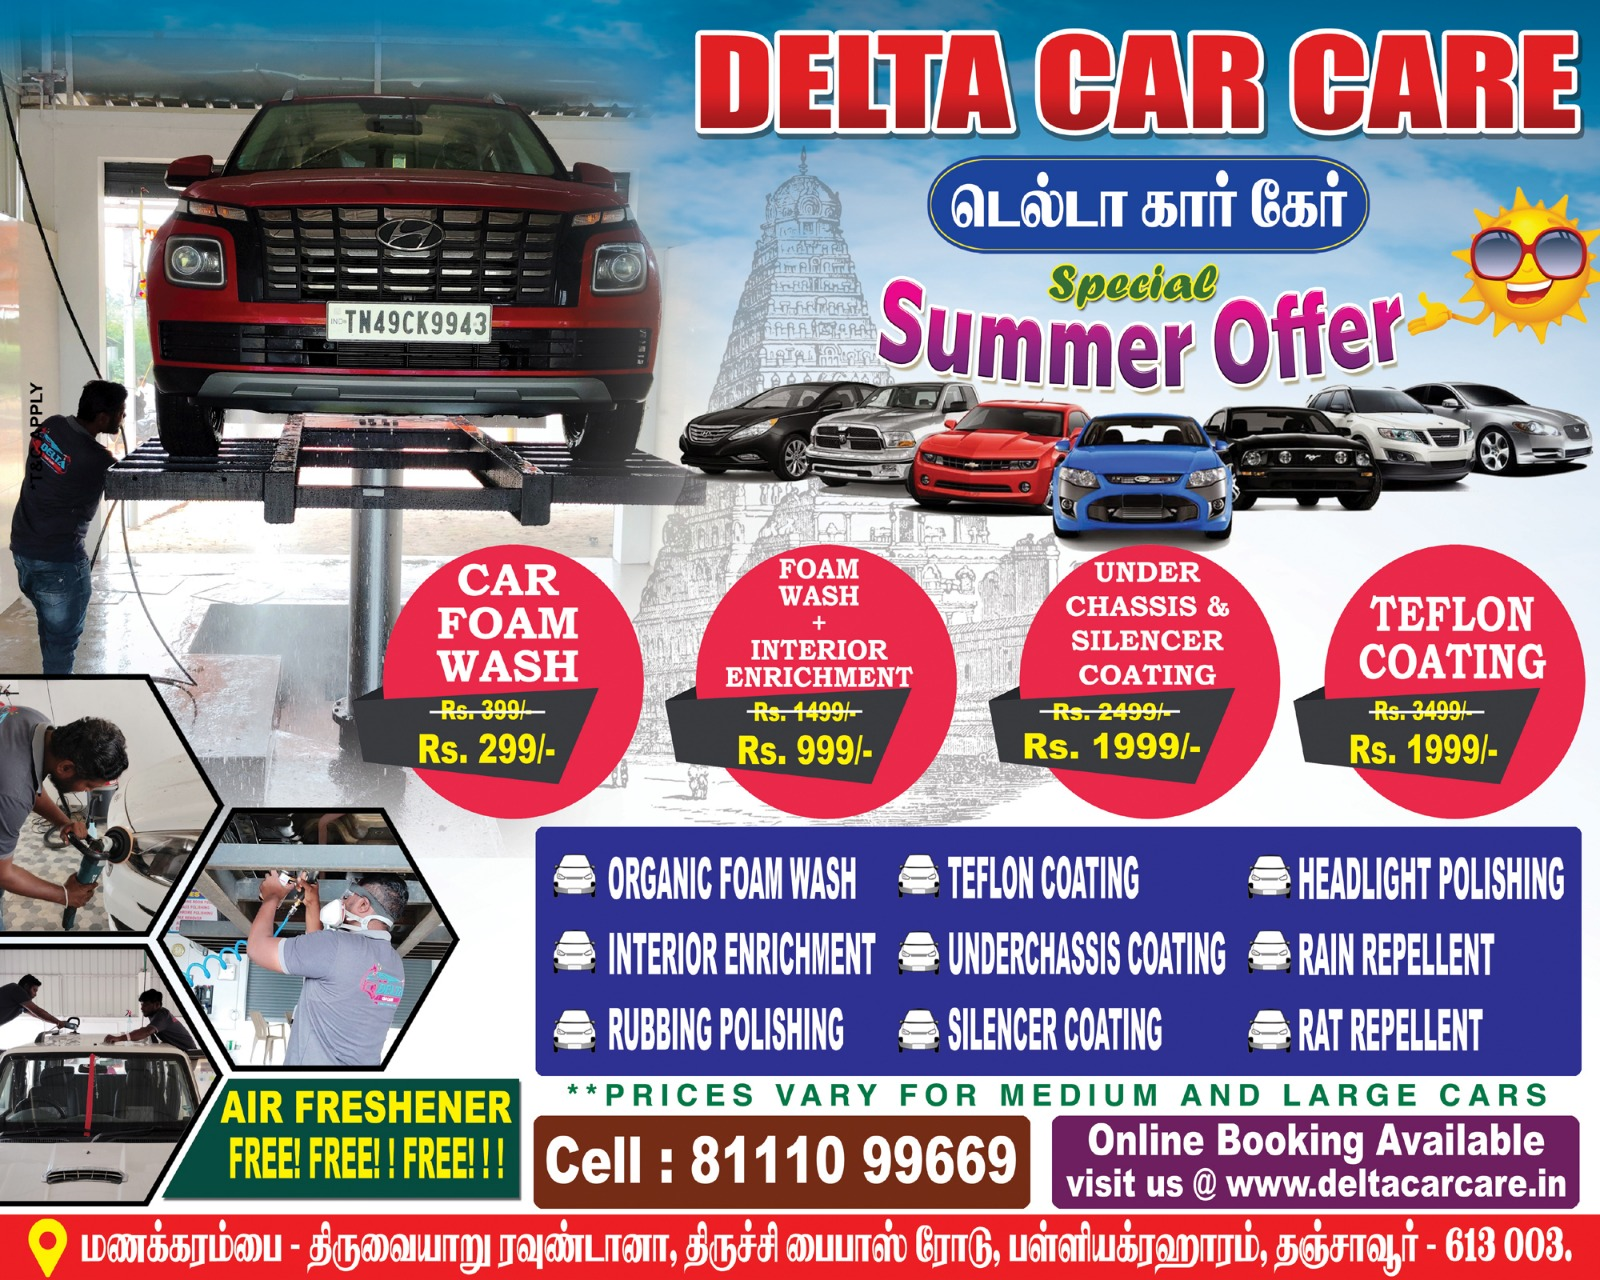 DELTA CAR CARE
டெல்டா கார் கேர்
Special
Summer Offer
TN49CK9943
DELTA
CAR
FOAM
WASH
Rs. 399/-
Rs. 299/-
FOAM
WASH
+
INTERIOR
ENRICHMENT
Rs. 1499/-
Rs. 999/-
UNDER
CHASSIS &
SILENCER
COATING
Rs. 2499/-
Rs. 1999/-
TEFLON
COATING
Rs. 3499/-
Rs. 1999/-
ORGANIC FOAM WASH
TEFLON COATING
HEADLIGHT POLISHING
INTERIOR ENRICHMENT
UNDERCHASSIS COATING
RAIN REPELLENT
RUBBING POLISHING
SILENCER COATING
RAT REPELLENT
**PRICES VARY FOR MEDIUM AND LARGE CARS
AIR FRESHENER
FREE! FREE! ! FREE! ! !
Cell : 81110 99669
Online Booking Available
visit us @ www.deltacarcare.in
மணக்கரம்பை - திருவையாறு ரவுண்டானா, திருச்சி பைபாஸ் ரோடு, பள்ளியக்ரஹாரம், தஞ்சாவூர் - 613 003.